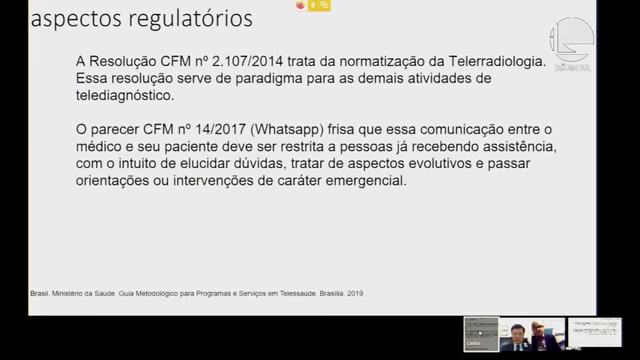 aspectos regulatórios
A Resolução CFM nº 2.107/2014 trata da normatização da Telerradiologia.
Essa resolução serve de paradigma para as demais atividades de
telediagnóstico.
O parecer CFM nº 14/2017 (Whatsapp) frisa que essa comunicação entre o
médico e seu paciente deve ser restrita a pessoas já recebendo assistência,
com o intuito de elucidar dúvidas, tratar de aspectos evolutivos e passar
orientações ou intervenções de caráter emergencial.
Brasil. Ministério da Saúde. Guia Metodológico para Programas e Serviços em Telessaúde. Brasilia. 2019.
Carlos